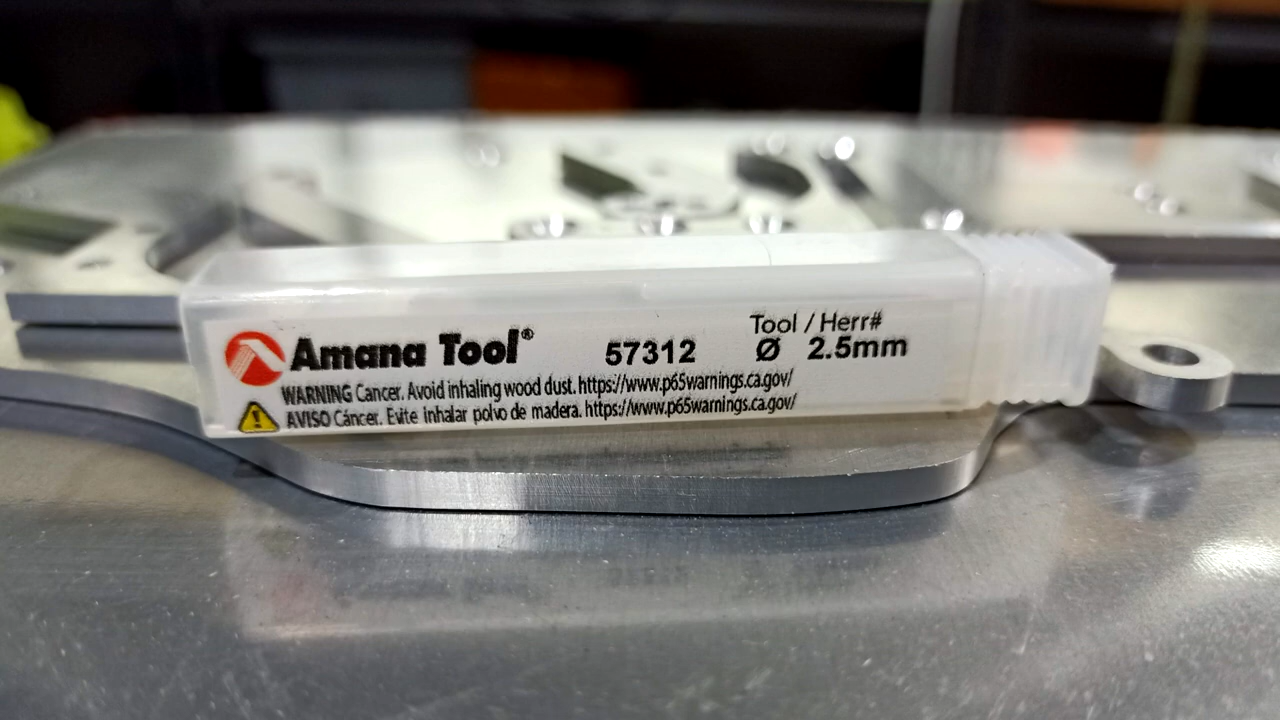 Amana Tool®
57312
Tool / Herr#
Ø 2.5mm
WARNING Cancer. Avoid inhaling wood dust. https://www.p65warnings.ca.gov/
AVISO Cáncer. Evite inhalar polvo de madera. https://www.p65warnings.ca.gov/